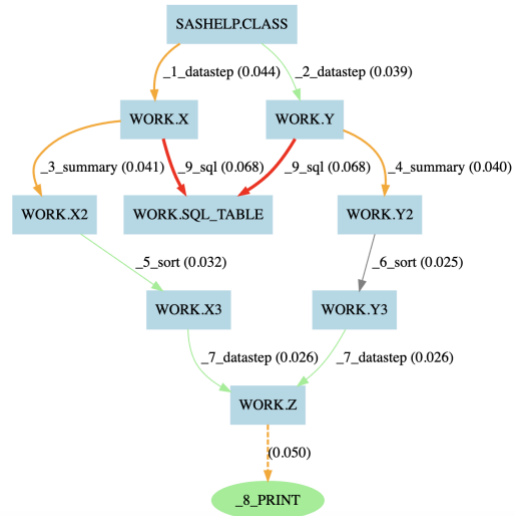 SASHELP.CLASS
_1_datastep (0.044)
_2_datastep (0.039)
WORK.X
WORK.Y
_3_summary (0.041)
_9_sql (0.068)
_9_sql (0.068)
_4_summary (0.040)
WORK.X2
WORK.SQL_TABLE
WORK.Y2
_5_sort (0.032)
_6_sort (0.025)
WORK.X3
WORK.Y3
_7_datastep (0.026)
_7_datastep (0.026)
WORK.Z
(0.050)
_8_PRINT